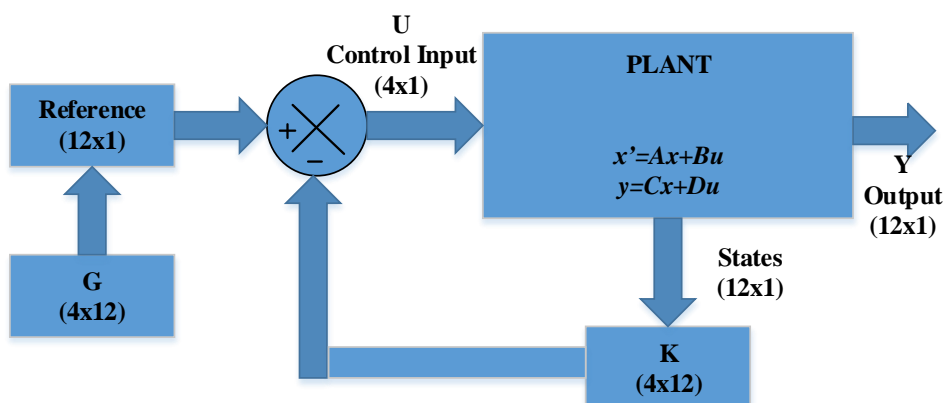 U
Control Input
(4x1)
PLANT
Reference
(12x1)
+
−
x’=Ax+Bu
y=Cx+Du
Y
Output
(12x1)
G
(4x12)
States
(12x1)
K
(4x12)